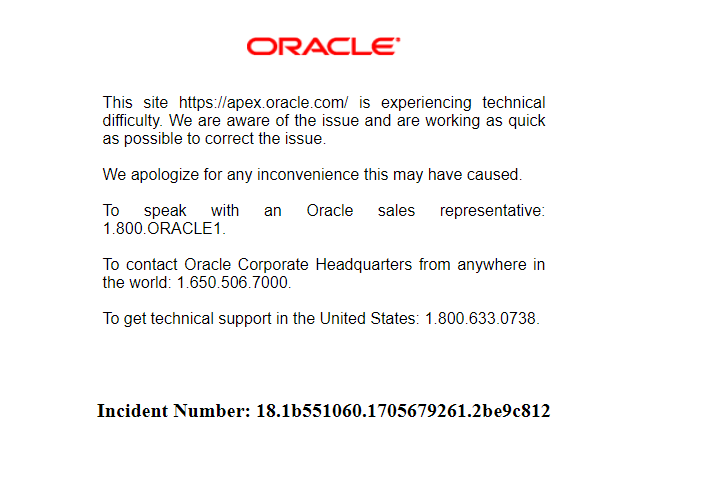 ORACLE
This site https://apex.oracle.com/ is experiencing technical
difficulty. We are aware of the issue and are working as quick
as possible to correct the issue.
We apologize for any inconvenience this may have caused.
To speak with an Oracle sales representative:
1.800.ORACLE1.
To contact Oracle Corporate Headquarters from anywhere in
the world: 1.650.506.7000.
To get technical support in the United States: 1.800.633.0738.
Incident Number: 18.1b551060.1705679261.2be9c812